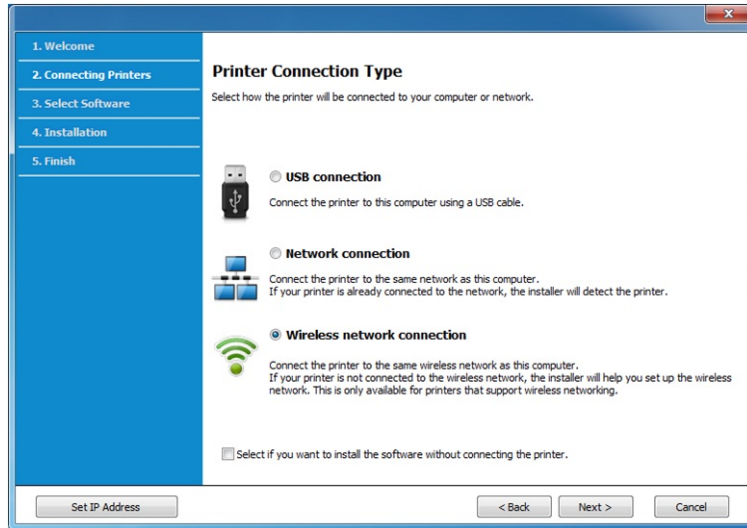 1. Welcome
2. Connecting Printers
3. Select Software
4. Installation
5. Finish
Printer Connection Type
Select how the printer will be connected to your computer or network.
USB connection
Connect the printer to this computer using a USB cable.
Network connection
Connect the printer to the same network as this computer.
If your printer is already connected to the network, the installer will detect the printer.
Wireless network connection
Connect the printer to the same wireless network as this computer.
If your printer is not connected to the wireless network, the installer will help you set up the wireless
network. This is only available for printers that support wireless networking.
Select if you want to install the software without connecting the printer.
Set IP Address
< Back
Next >
Cancel